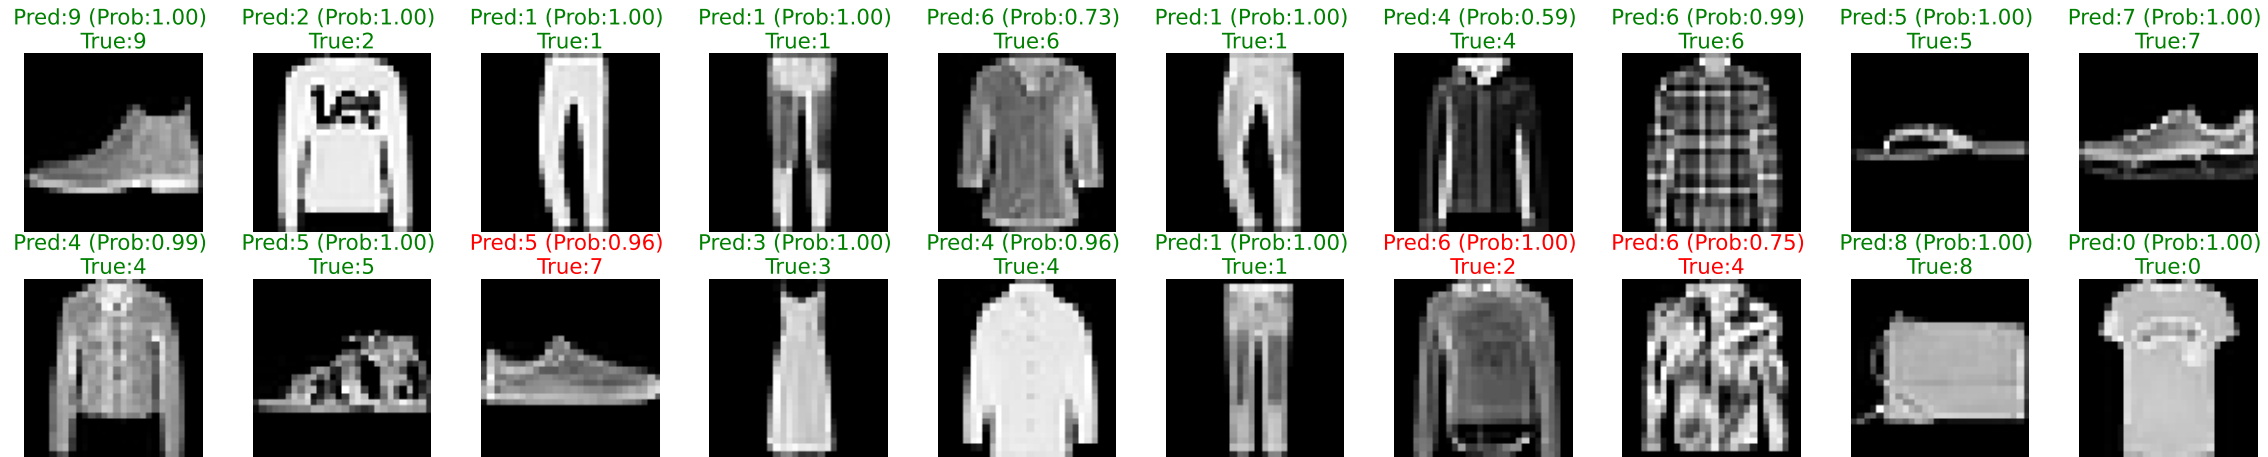 Pred:9 (Prob:1.00)
True:9
Pred:2 (Prob:1.00)
True:2
Pred:1 (Prob:1.00)
True:1
Pred:1 (Prob:1.00)
True:1
Pred:6 (Prob:0.73)
True:6
Pred:1 (Prob:1.00)
True:1
Pred:4 (Prob:0.59)
True:4
Pred:6 (Prob:0.99)
True:6
Pred:5 (Prob:1.00)
True:5
Pred:7 (Prob:1.00)
True:7
Lee
Pred:4 (Prob:0.99)
True:4
Pred:5 (Prob:1.00)
True:5
Pred:5 (Prob:0.96)
True:7
Pred:3 (Prob:1.00)
True:3
Pred:4 (Prob:0.96)
True:4
Pred:1 (Prob:1.00)
True:1
Pred:6 (Prob:1.00)
True:2
Pred:6 (Prob:0.75)
True:4
Pred:8 (Prob:1.00)
True:8
Pred:0 (Prob:1.00)
True:0